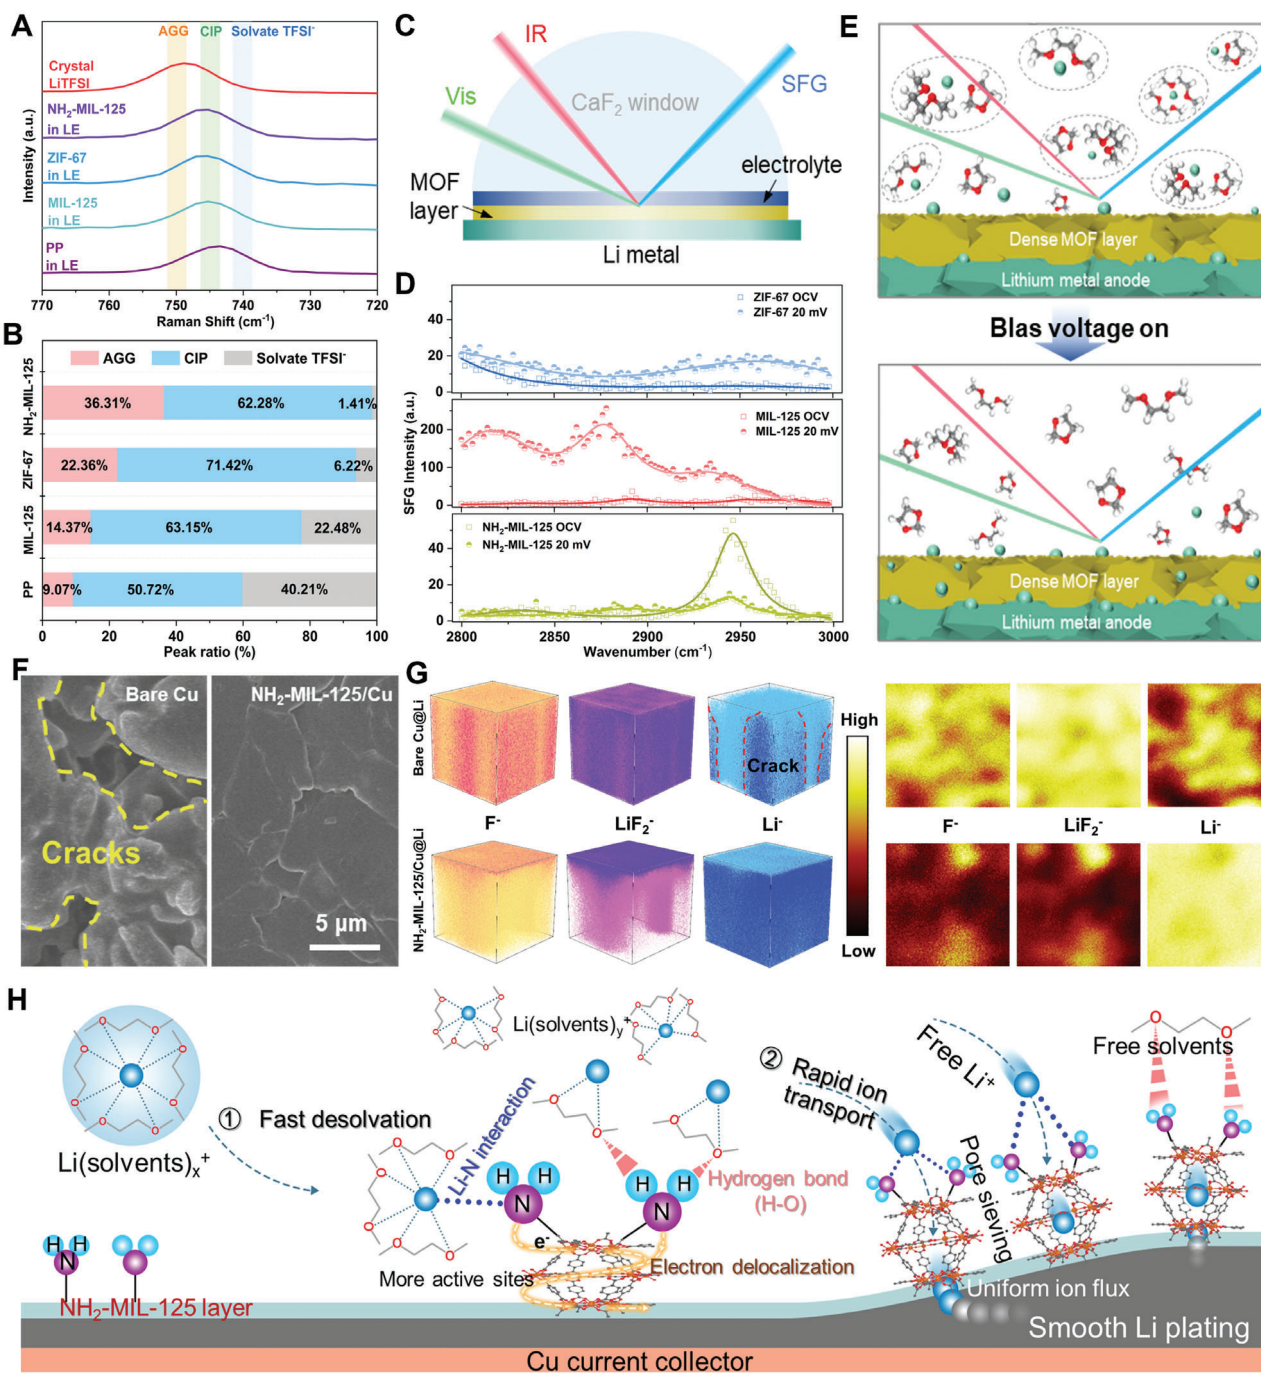 A
AGG
CIP
Solvate TFSI-
Crystal
LiTFSI
NH2-MIL-125
in LE
ZIF-67
in LE
MIL-125
in LE
PP
in LE
Intensity (a.u.)
770
760
750
740
730
720
Raman Shift (cm-1)
B
AGG
CIP
Solvate TFSI-
NH2-MIL-125
36.31%
62.28%
1.41%
ZIF-67
22.36%
71.42%
6.22%
MIL-125
14.37%
63.15%
22.48%
PP
9.07%
50.72%
40.21%
0
20
40
60
80
100
Peak ratio (%)
C
IR
Vis
SFG
CaF2 window
electrolyte
MOF
layer
Li metal
D
ZIF-67 OCV
ZIF-67 20 mV
40
20
0
MIL-125 OCV
MIL-125 20 mV
200
100
0
NH2-MIL-125 OCV
NH2-MIL-125 20 mV
40
20
0
SFG Intensity (a.u.)
2800
2850
2900
2950
3000
Wavenumber (cm-1)
E
Dense MOF layer
Lithium metal anode
Blas voltage on
Dense MOF layer
Lithium metal anode
F
Bare Cu
Cracks
NH2-MIL-125/Cu
5 µm
G
Bare Cu@Li
Crack
F-
LiF2-
Li-
NH2-MIL-125/Cu@Li
High
Low
F-
LiF2-
Li-
H
Li(solvents)x+
① Fast desolvation
Li(solvents)y+
Li-N interaction
H
H
N
H
H
N
Hydrogen bond
(H-O)
e-
More active sites
Electron delocalization
H
H
N
NH2-MIL-125 layer
② Rapid ion
transport
Free Li+
Pore sieving
Free solvents
Uniform ion flux
Smooth Li plating
Cu current collector